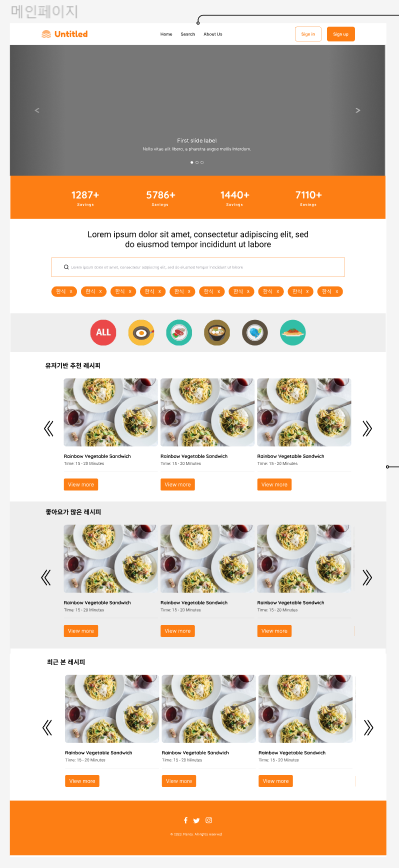 메인페이지
Untitled
Home Search About Us
Sign in
Sign up
First slide label
Nulla vitae elit libero, a pharetra augue mollis interdum.
1287+ 5786+ 1440+ 7110+
Savings Savings Savings Savings
Lorem ipsum dolor sit amet, consectetur adipiscing elit, sed
do eiusmod tempor incididunt ut labore
Lorem ipsum dolor sit amet, consectetur adipiscing elit, sed do eiusmod tempor incididunt ut labore
한식 x 한식 x 한식 x 한식 x 한식 x 한식 x 한식 x 한식 x 한식 x 한식 x
ALL
유저기반 추천 레시피
Rainbow Vegetable Sandwich Rainbow Vegetable Sandwich Rainbow Vegetable Sandwich
Time: 15 - 20 Minutes Time: 15 - 20 Minutes Time: 15 - 20 Minutes
View more View more View more
좋아요가 많은 레시피
Rainbow Vegetable Sandwich Rainbow Vegetable Sandwich Rainbow Vegetable Sandwich
Time: 15 - 20 Minutes Time: 15 - 20 Minutes Time: 15 - 20 Minutes
View more View more View more
최근 본 레시피
Rainbow Vegetable Sandwich Rainbow Vegetable Sandwich Rainbow Vegetable Sandwich
Time: 15 - 20 Minutes Time: 15 - 20 Minutes Time: 15 - 20 Minutes
View more View more View more
All rights reserved